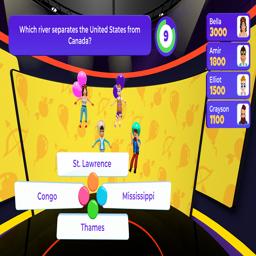 Which river separates the United States from
Canada?
9
Bella
3000
Amir
1800
Elliot
1500
Grayson
1100
St. Lawrence
Congo
Mississippi
Thames